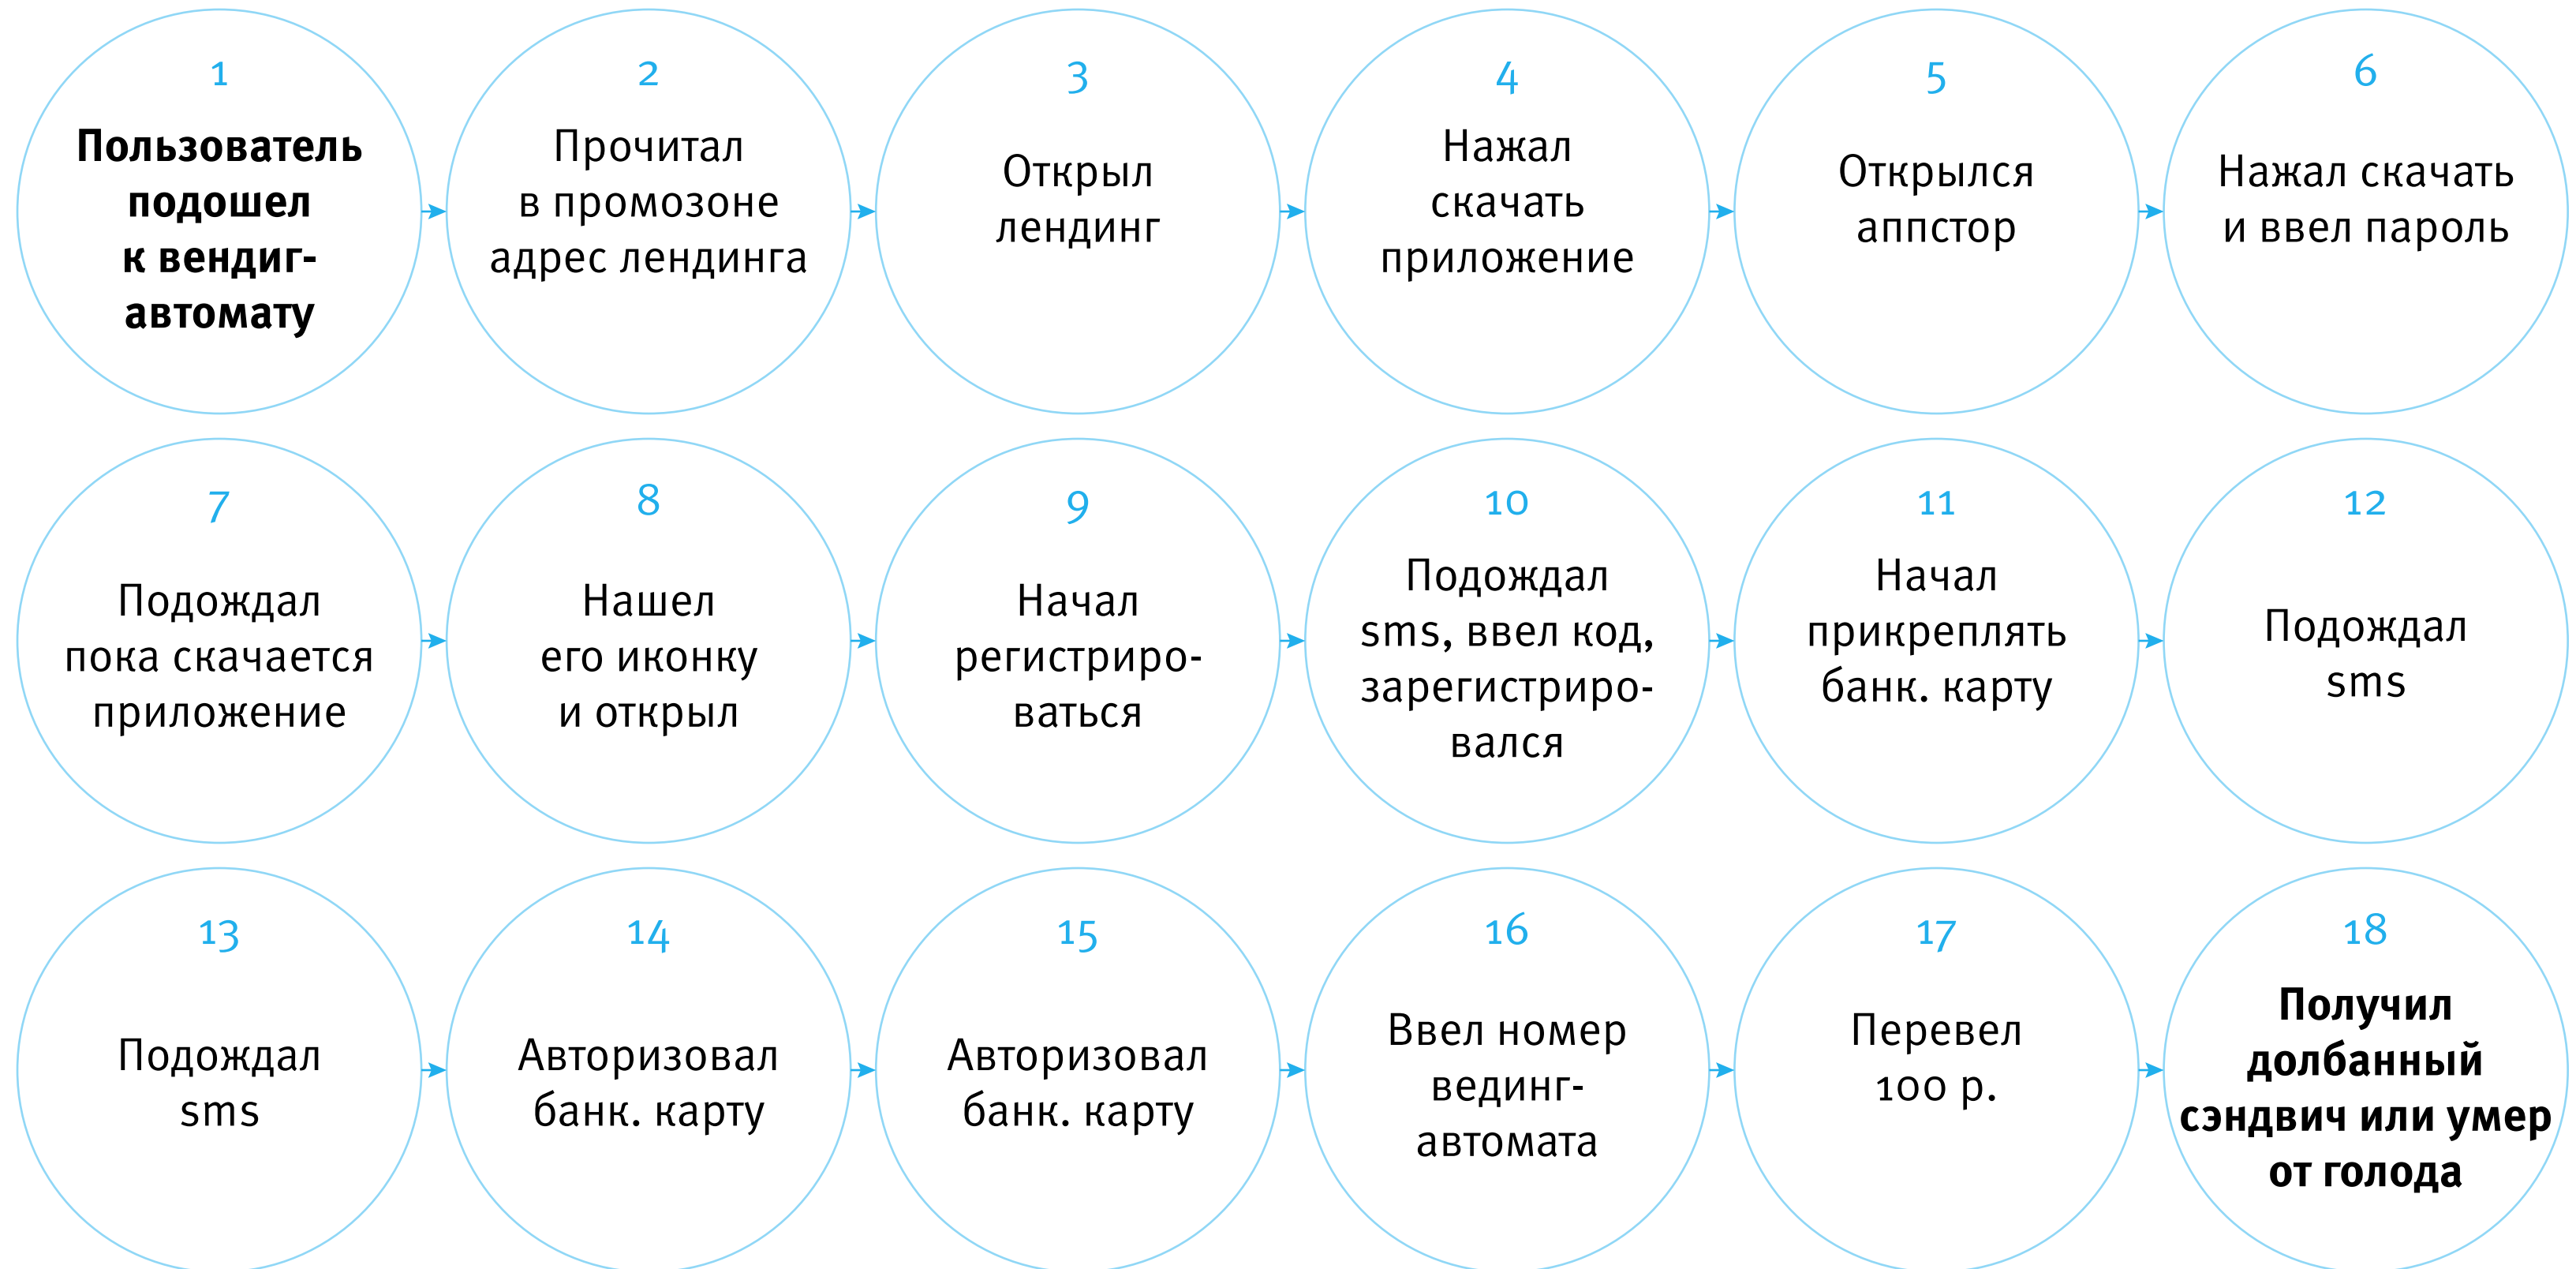 1
Пользователь
подошел
к вендиг-
автомату
2
Прочитал
в промозоне
адрес лендинга
3
Открыл
лендинг
4
Нажал
скачать
приложение
5
Открылся
аппстор
6
Нажал скачать
и ввел пароль
7
Подождал
пока скачается
приложение
8
Нашел
его иконку
и открыл
9
Начал
регистриро-
ваться
10
Подождал
sms, ввел код,
зарегистриро-
вался
11
Начал
прикреплять
банк. карту
12
Подождал
sms
13
Подождал
sms
14
Авторизовал
банк. карту
15
Авторизовал
банк. карту
16
Ввел номер
вединг-
автомата
17
Перевел
100 р.
18
Получил
долбанный
сэндвич или умер
от голода